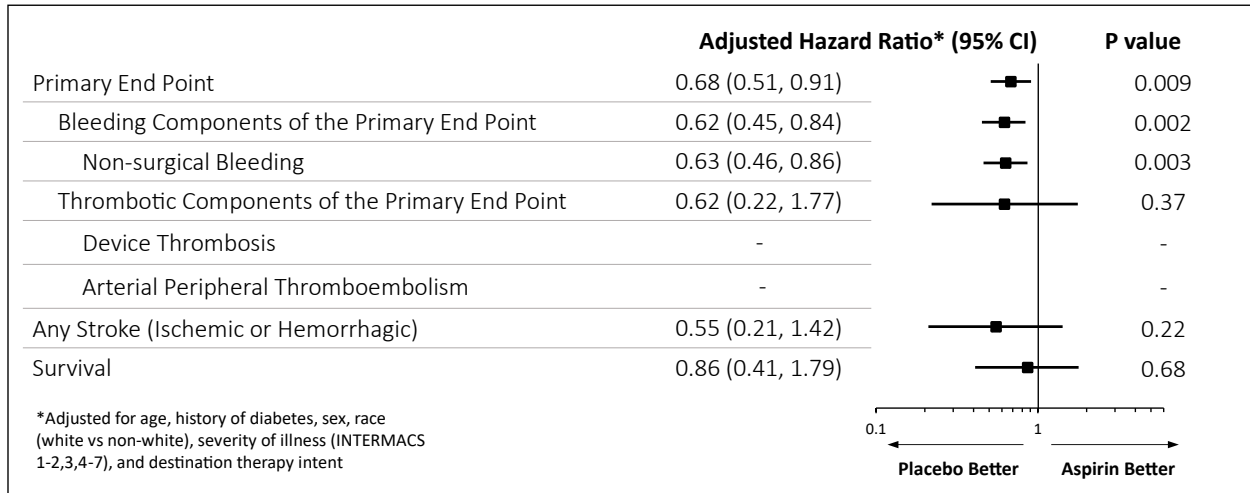 Adjusted Hazard Ratio* (95% CI) P value
Primary End Point 0.68 (0.51, 0.91) 0.009
Bleeding Components of the Primary End Point 0.62 (0.45, 0.84) 0.002
Non-surgical Bleeding 0.63 (0.46, 0.86) 0.003
Thrombotic Components of the Primary End Point 0.62 (0.22, 1.77) 0.37
Device Thrombosis - -
Arterial Peripheral Thromboembolism - -
Any Stroke (Ischemic or Hemorrhagic) 0.55 (0.21, 1.42) 0.22
Survival 0.86 (0.41, 1.79) 0.68
*Adjusted for age, history of diabetes, sex, race
(white vs non-white), severity of illness (INTERMACS
1-2,3,4-7), and destination therapy intent
0.1 1
Placebo Better Aspirin Better